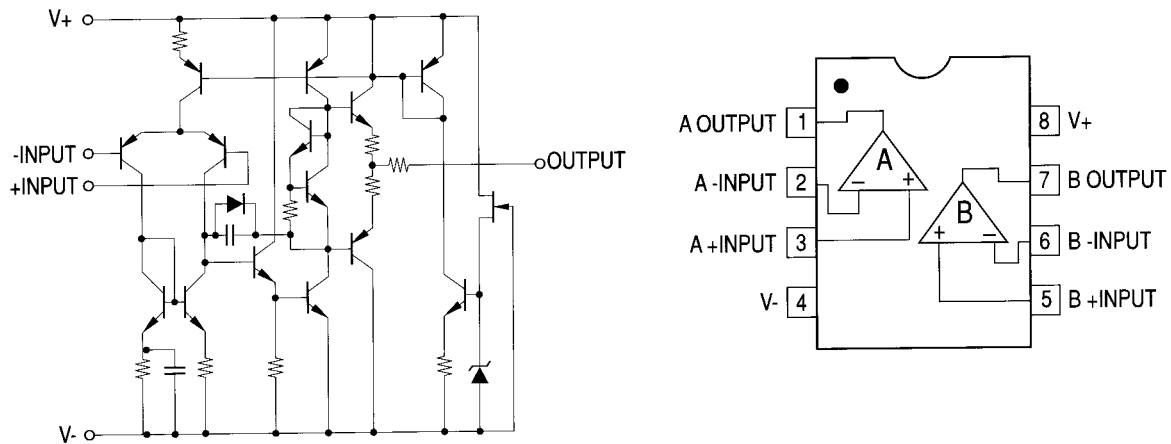 V+
-INPUT
+INPUT
OUTPUT
V-
A OUTPUT 1
8 V+
A
A -INPUT 2
7 B OUTPUT
- +
B
A +INPUT 3
6 B -INPUT
+ -
V- 4
5 B +INPUT